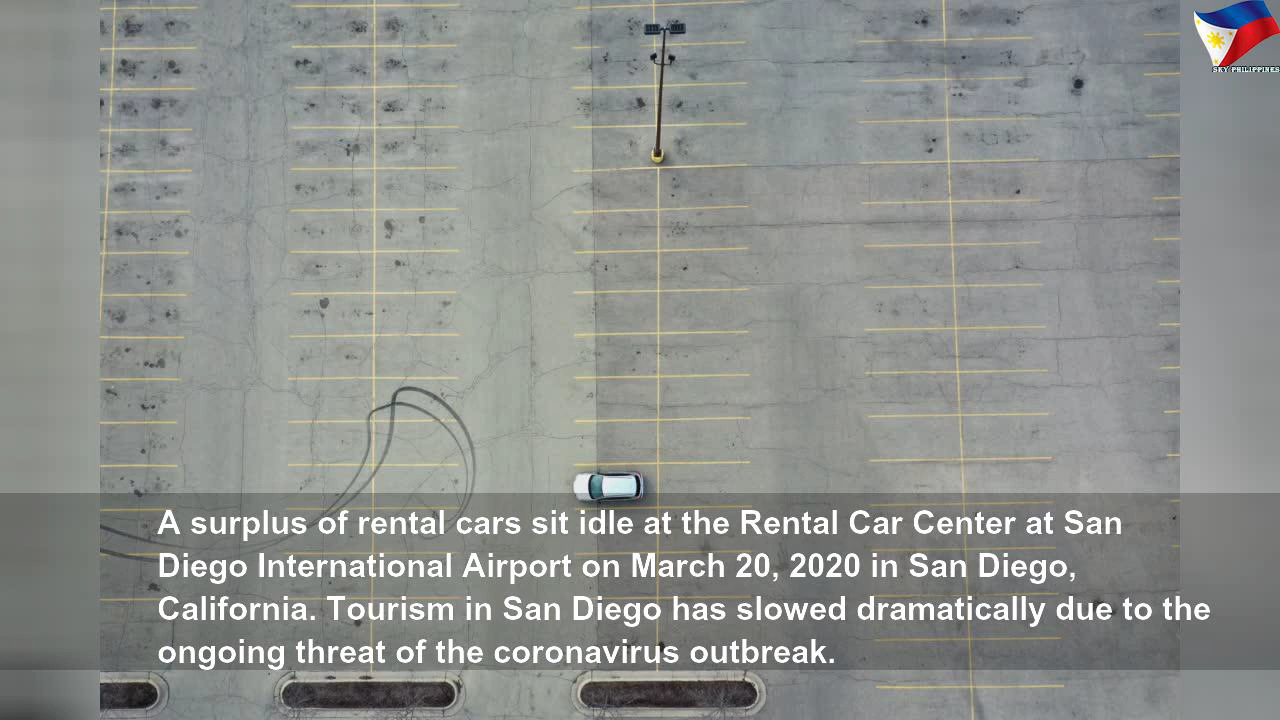 SKY PHILIPPINES
A surplus of rental cars sit idle at the Rental Car Center at San
Diego International Airport on March 20, 2020 in San Diego,
California. Tourism in San Diego has slowed dramatically due to the
ongoing threat of the coronavirus outbreak.